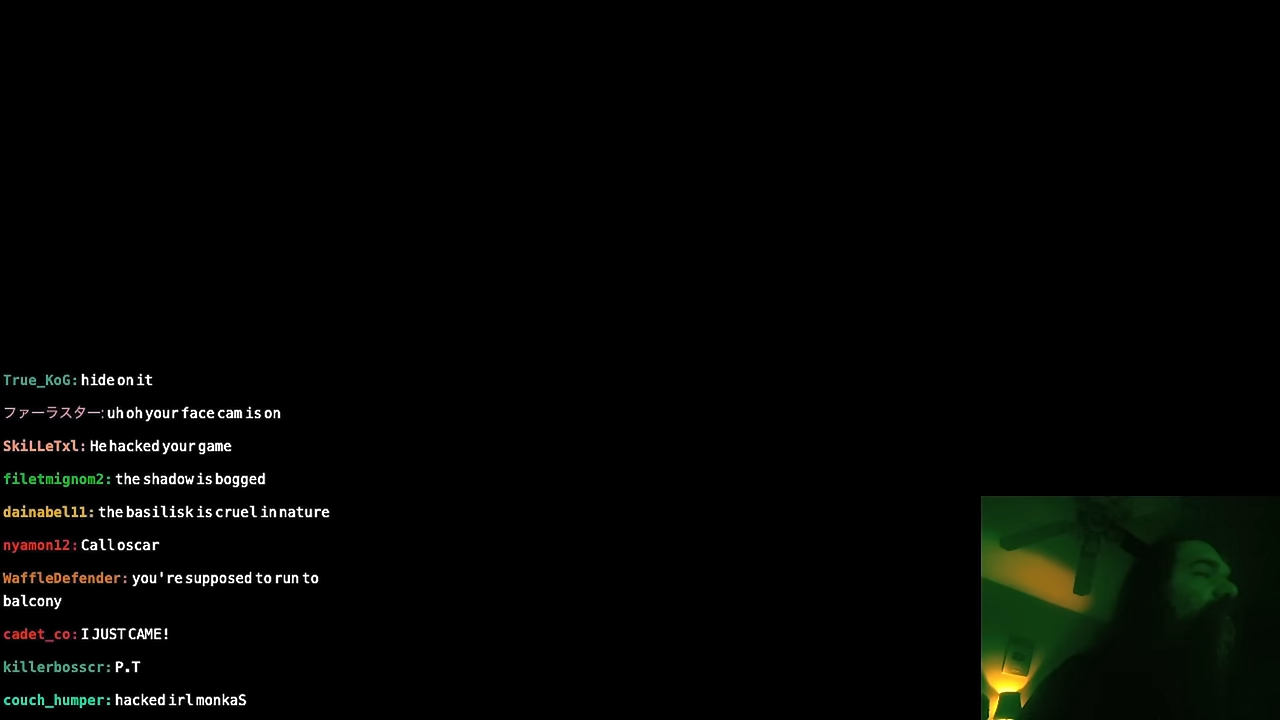 True_KoG: hide on it
ファーラスター: uh oh your face cam is on
SkiLLeTxl: He hacked your game
filetmignom2: the shadow is bogged
dainabel11: the basilisk is cruel in nature
nyamon12: Call oscar
WaffleDefender: you're supposed to run to
balcony
cadet_co: I JUST CAME!
killerbosscr: P.T
couch_humper: hacked irl monkaS